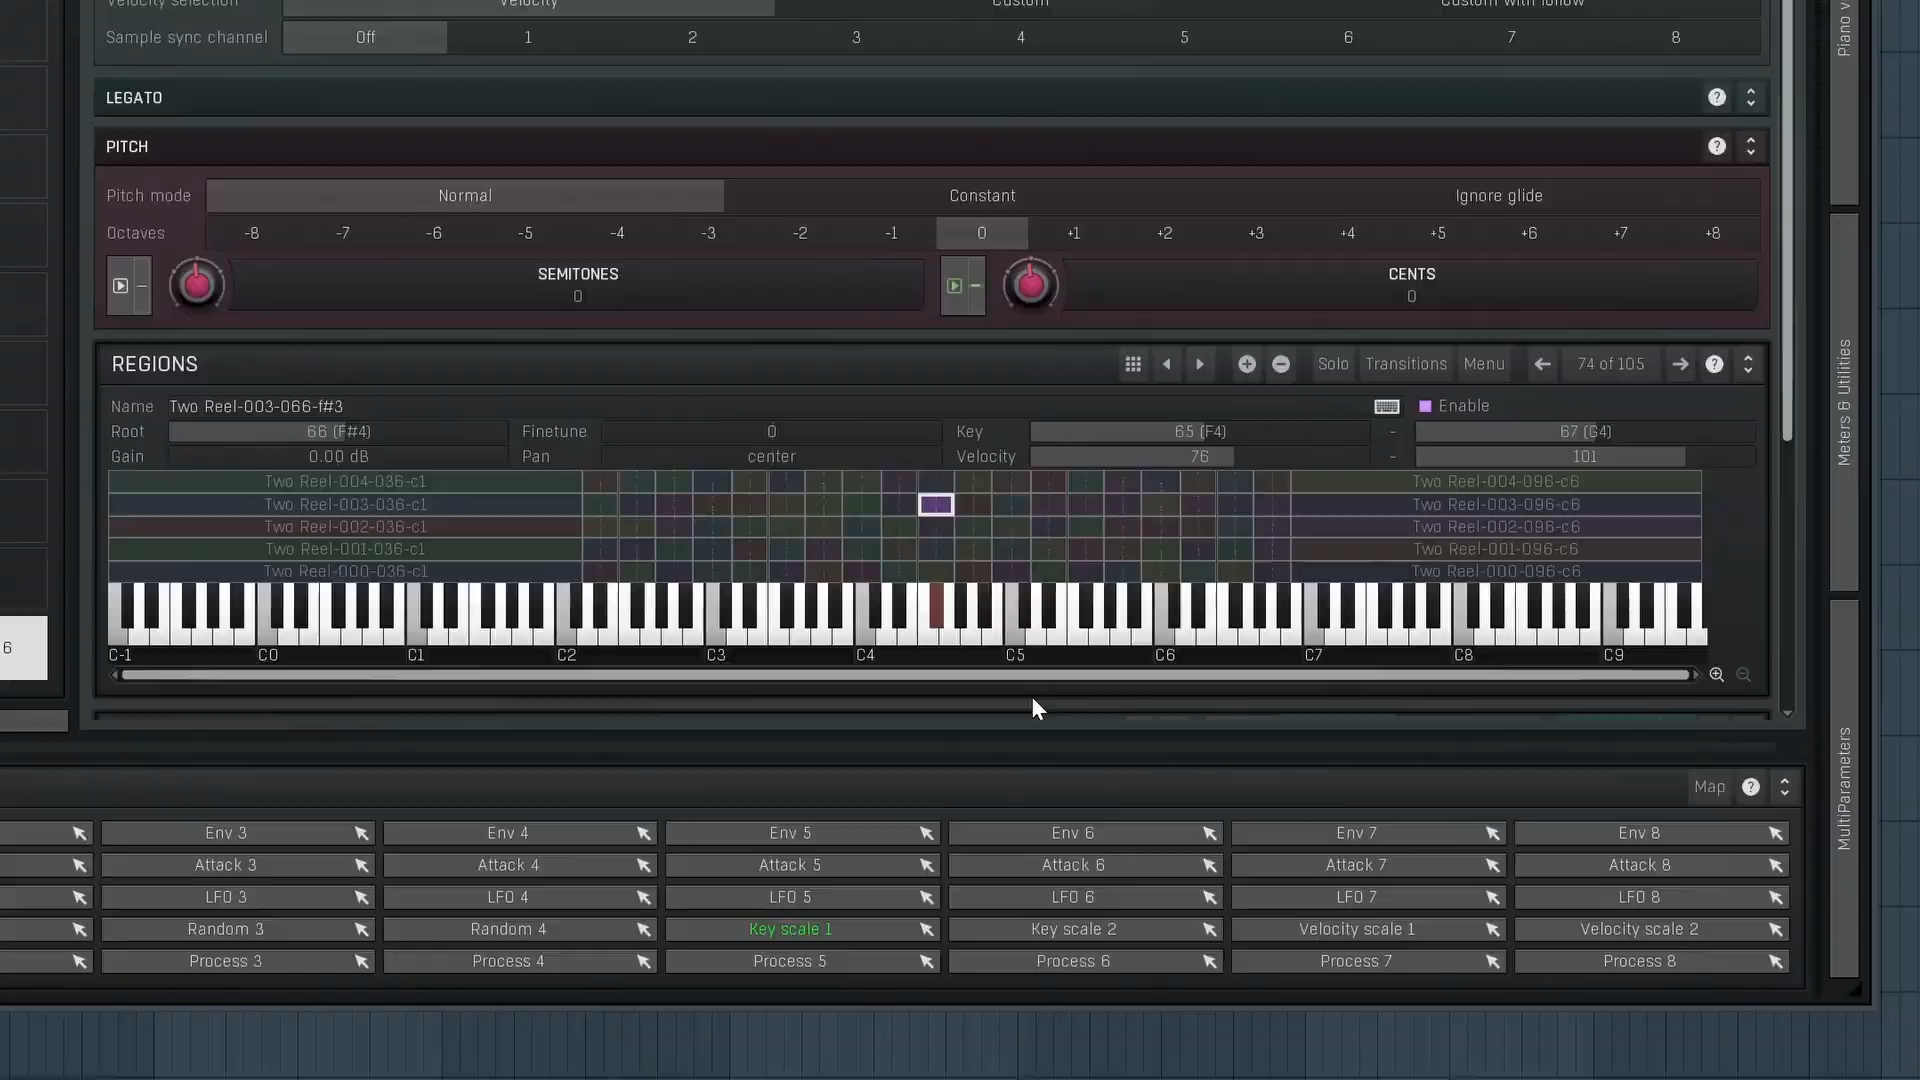 Velocity selection Velocity Custom Custom with follow
Sample sync channel Off 1 2 3 4 5 6 7 8
LEGATO ?
PITCH ?
Pitch mode Normal Constant Ignore glide
Octaves -8 -7 -6 -5 -4 -3 -2 -1 0 +1 +2 +3 +4 +5 +6 +7 +8
SEMITONES CENTS
0 0
REGIONS Solo Transitions Menu 74 of 105 ?
Name Two Reel-003-066-f#3 Enable
Root 66 (F#4) Finetune 0 Key 65 (F4) - 67 (G4)
Gain 0.00 dB Pan center Velocity 76 - 101
Two Reel-004-036-c1 Two Reel-004-096-c6
Two Reel-003-036-c1 Two Reel-003-096-c6
Two Reel-002-036-c1 Two Reel-002-096-c6
Two Reel-001-036-c1 Two Reel-001-096-c6
Two Reel-000-036-c1 Two Reel-000-096-c6
6
C-1 C0 C1 C2 C3 C4 C5 C6 C7 C8 C9
Map ?
Env 3 Env 4 Env 5 Env 6 Env 7 Env 8
Attack 3 Attack 4 Attack 5 Attack 6 Attack 7 Attack 8
LFO 3 LFO 4 LFO 5 LFO 6 LFO 7 LFO 8
Random 3 Random 4 Key scale 1 Key scale 2 Velocity scale 1 Velocity scale 2
Process 3 Process 4 Process 5 Process 6 Process 7 Process 8
Piano
Meters & Utilities
MultiParameters